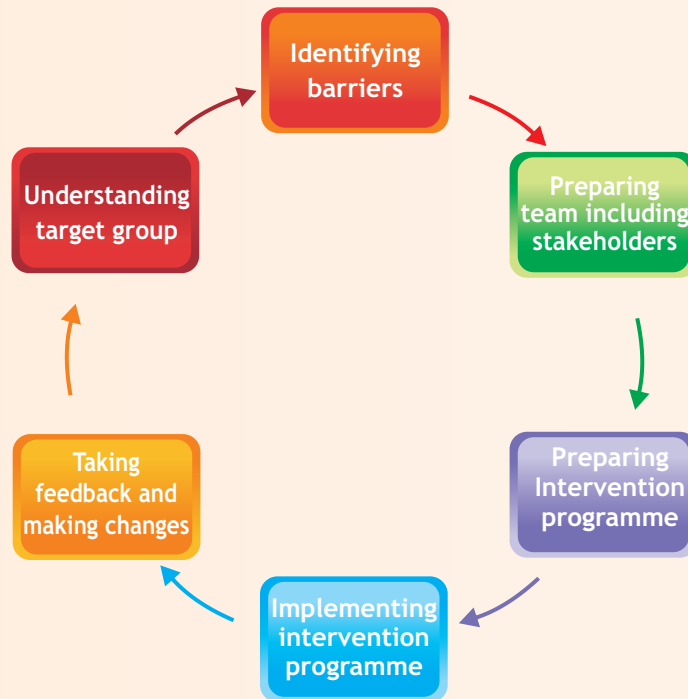 Identifying
barriers
Preparing
team including
stakeholders
Preparing
Intervention
programme
Implementing
intervention
programme
Taking
feedback and
making changes
Understanding
target group